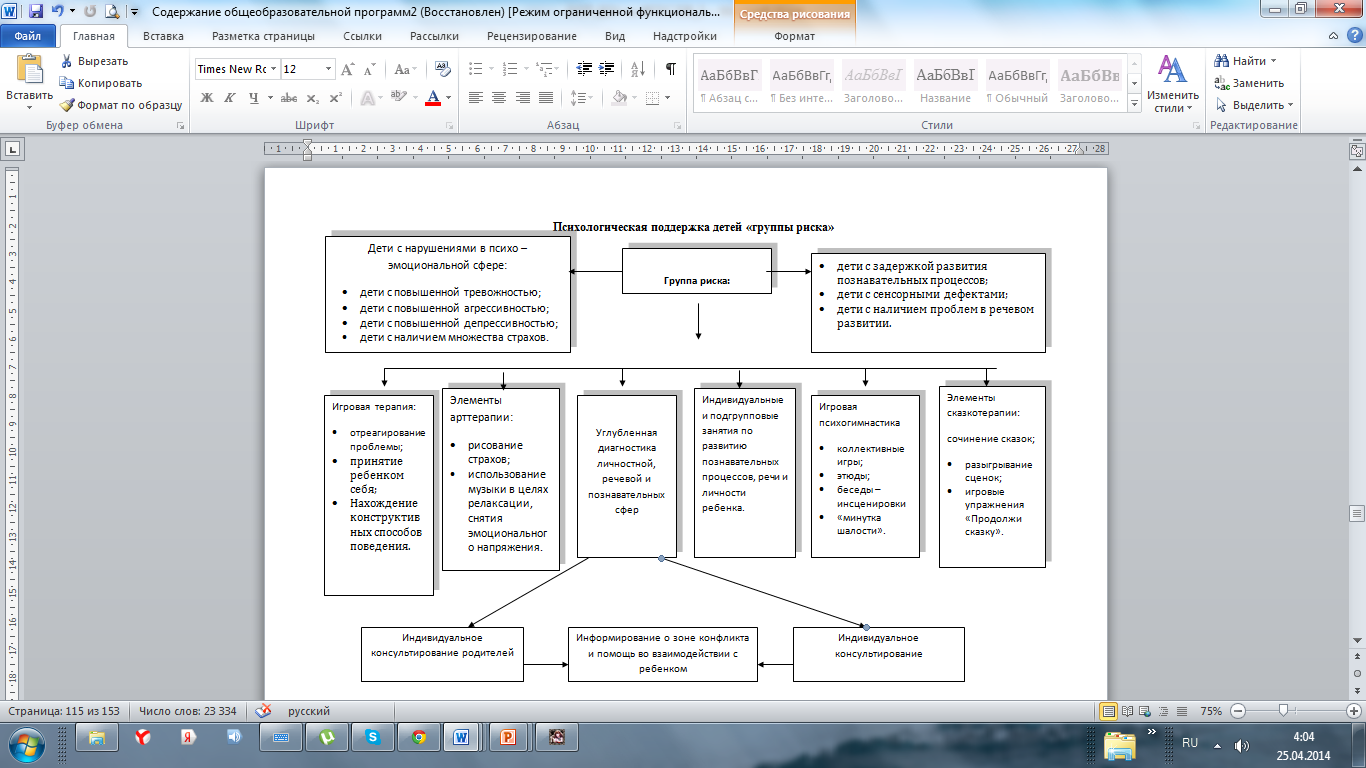 Содержание общеобразовательной программ2 (Восстановлен) [Режим ограниченной функциональ...
Средства рисования
Файл
Главная
Вставка
Разметка страницы
Ссылки
Рассылки
Рецензирование
Вид
Надстройки
Формат
Вставить
Вырезать
Копировать
Формат по образцу
Буфер обмена
Times New Rc
12
Ж К Ч abc x₂ x²
Шрифт
Абзац
АаБбВвГ
¶ Абзац с...
АаБбВвГг,
¶ Без инте...
АаБбВвІ
Заголово...
АаБбВвІ
Название
АаБбВвГг,
¶ Обычный
АаБбВв
Заголово...
Стили
Изменить
стили
Найти
Заменить
Выделить
Редактирование
Психологическая поддержка детей «группы риска»
Дети с нарушениями в психо –
эмоциональной сфере:
• дети с повышенной тревожностью;
• дети с повышенной агрессивностью;
• дети с повышенной депрессивностью;
• дети с наличием множества страхов.
Группа риска:
• дети с задержкой развития
познавательных процессов;
• дети с сенсорными дефектами;
• дети с наличием проблем в речевом
развитии.
Игровая терапия:
• отреагирование
проблемы;
• принятие
ребенком
себя;
• Нахождение
конструктив
ных способов
поведения.
Элементы
арттерапии:
• рисование
страхов;
• использование
музыки в целях
релаксации,
снятия
эмоциональног
о напряжения.
Углубленная
диагностика
личностной,
речевой и
познавательных
сфер
Индивидуальные
и подгрупповые
занятия по
развитию
познавательных
процессов, речи и
личности
ребенка.
Игровая
психогимнастика
• коллективные
игры;
• этюды;
• беседы –
инсценировки
• «минутка
шалости».
Элементы
сказкотерапии:
сочинение сказок;
• разыгрывание
сценок;
• игровые
упражнения
«Продолжи
сказку».
Индивидуальное
консультирование родителей
Информирование о зоне конфликта
и помощь во взаимодействии с
ребенком
Индивидуальное
консультирование
Страница: 115 из 153
Число слов: 23 334
русский
75%
RU
4:04
25.04.2014